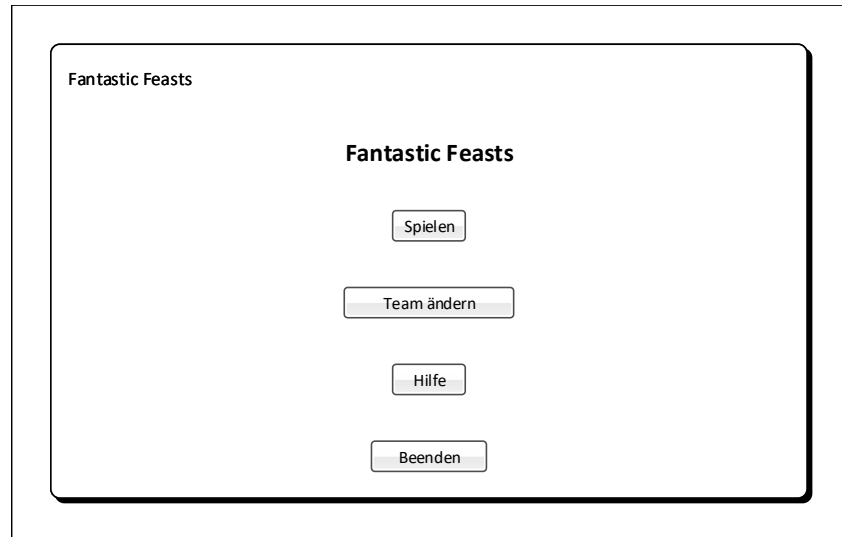 Fantastic Feasts
Fantastic Feasts
Spielen
Team ändern
Hilfe
Beenden